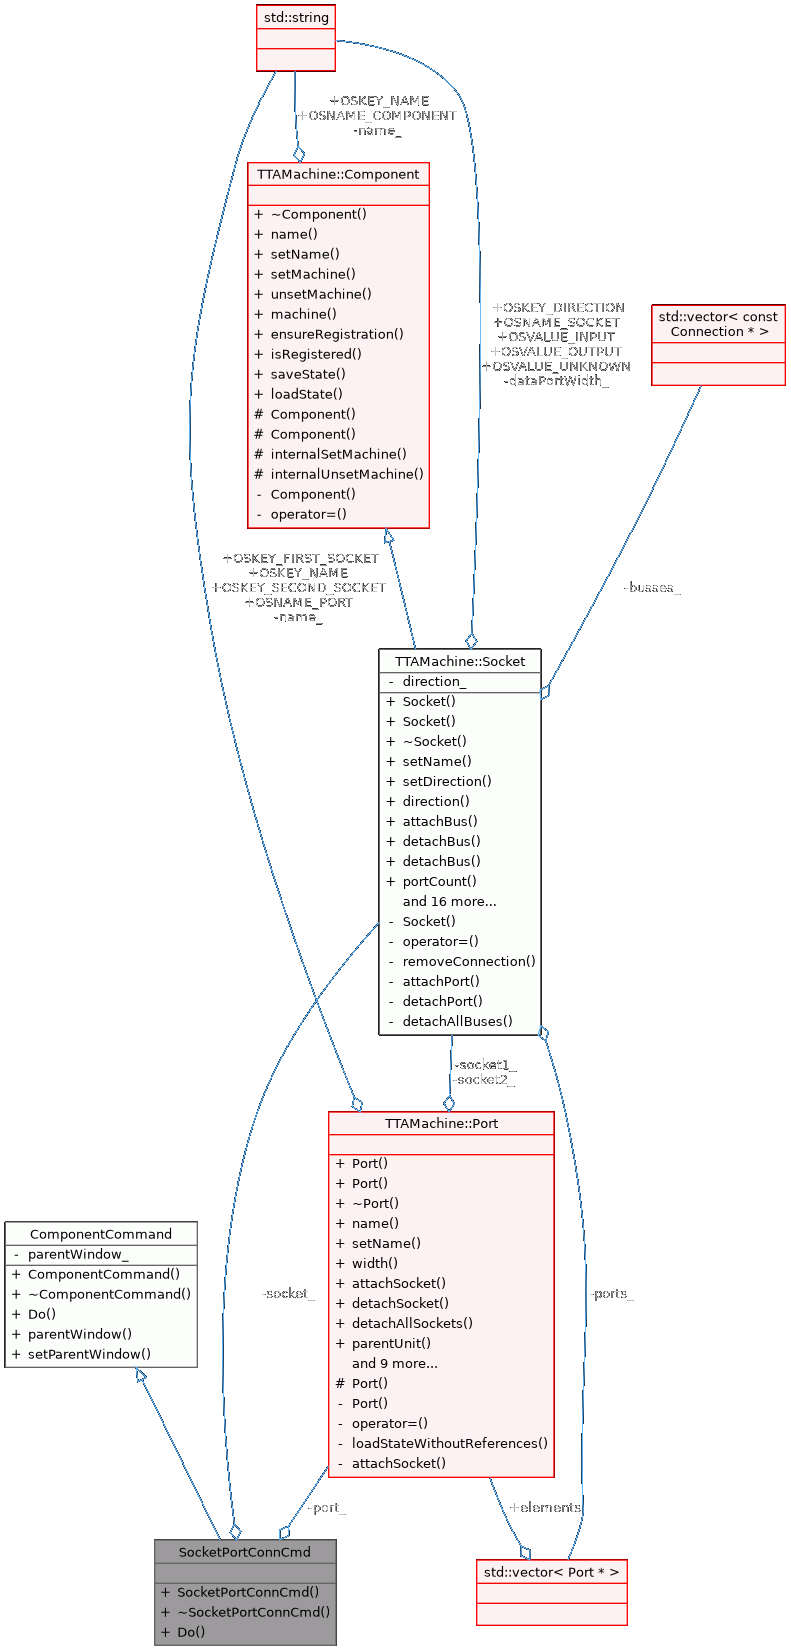 std::string
+OSKEY_NAME
+OSNAME_COMPONENT
-name_
TTAMachine::Component
+ ~Component()
+ name()
+ setName()
+ setMachine()
+ unsetMachine()
+ machine()
+ ensureRegistration()
+ isRegistered()
+ saveState()
+ loadState()
# Component()
# Component()
# internalSetMachine()
# internalUnsetMachine()
- Component()
- operator=()
+OSKEY_DIRECTION
+OSNAME_SOCKET
+OSVALUE_INPUT
+OSVALUE_OUTPUT
+OSVALUE_UNKNOWN
-dataPortWidth_
std::vector< const
Connection * >
+OSKEY_FIRST_SOCKET
+OSKEY_NAME
+OSKEY_SECOND_SOCKET
+OSNAME_PORT
-name_
-busses_
TTAMachine::Socket
- direction_
+ Socket()
+ Socket()
+ ~Socket()
+ setName()
+ setDirection()
+ direction()
+ attachBus()
+ detachBus()
+ detachBus()
+ portCount()
and 16 more...
- Socket()
- operator=()
- removeConnection()
- attachPort()
- detachPort()
- detachAllBuses()
-socket1_
-socket2_
TTAMachine::Port
+ Port()
+ Port()
+ ~Port()
+ name()
+ setName()
+ width()
+ attachSocket()
+ detachSocket()
+ detachAllSockets()
+ parentUnit()
and 9 more...
# Port()
- Port()
- operator=()
- loadStateWithoutReferences()
- attachSocket()
ComponentCommand
- parentWindow_
+ ComponentCommand()
+ ~ComponentCommand()
+ Do()
+ parentWindow()
+ setParentWindow()
-socket_
-ports_
-port_
+elements
SocketPortConnCmd
+ SocketPortConnCmd()
+ ~SocketPortConnCmd()
+ Do()
std::vector< Port * >